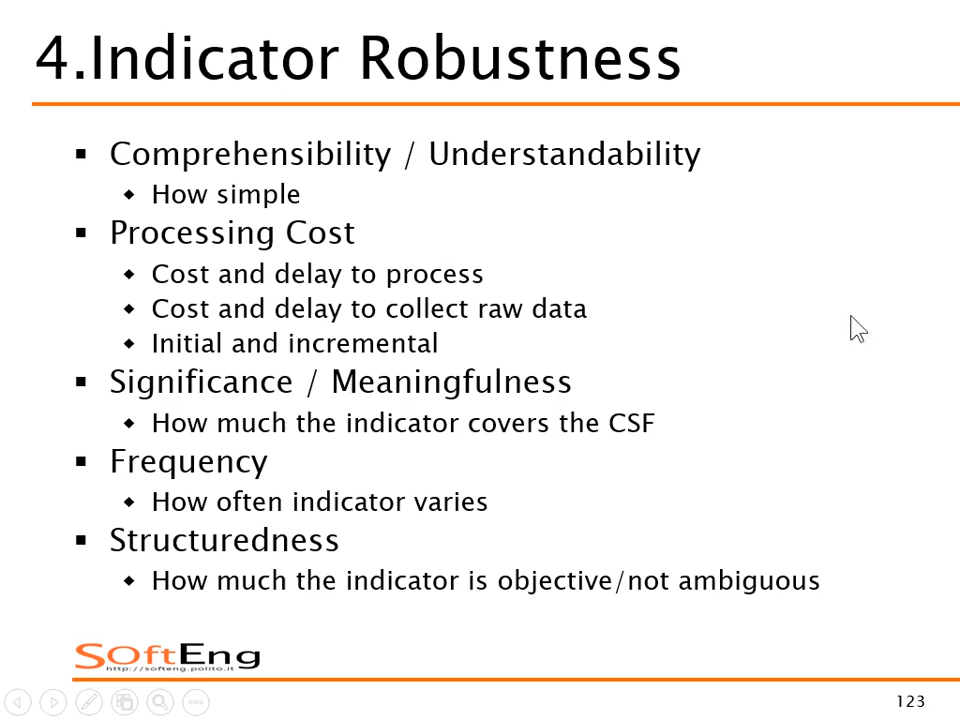 4.Indicator Robustness
Comprehensibility / Understandability
How simple
Processing Cost
Cost and delay to process
Cost and delay to collect raw data
Initial and incremental
Significance / Meaningfulness
How much the indicator covers the CSF
Frequency
How often indicator varies
Structuredness
How much the indicator is objective/not ambiguous
SOftEng
http://softeng.polito.it
123